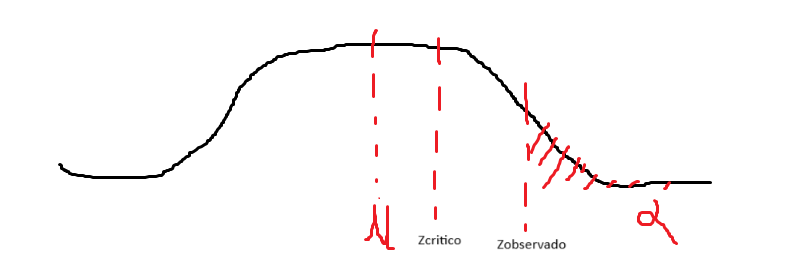 μ Zcritico Zobservado
α